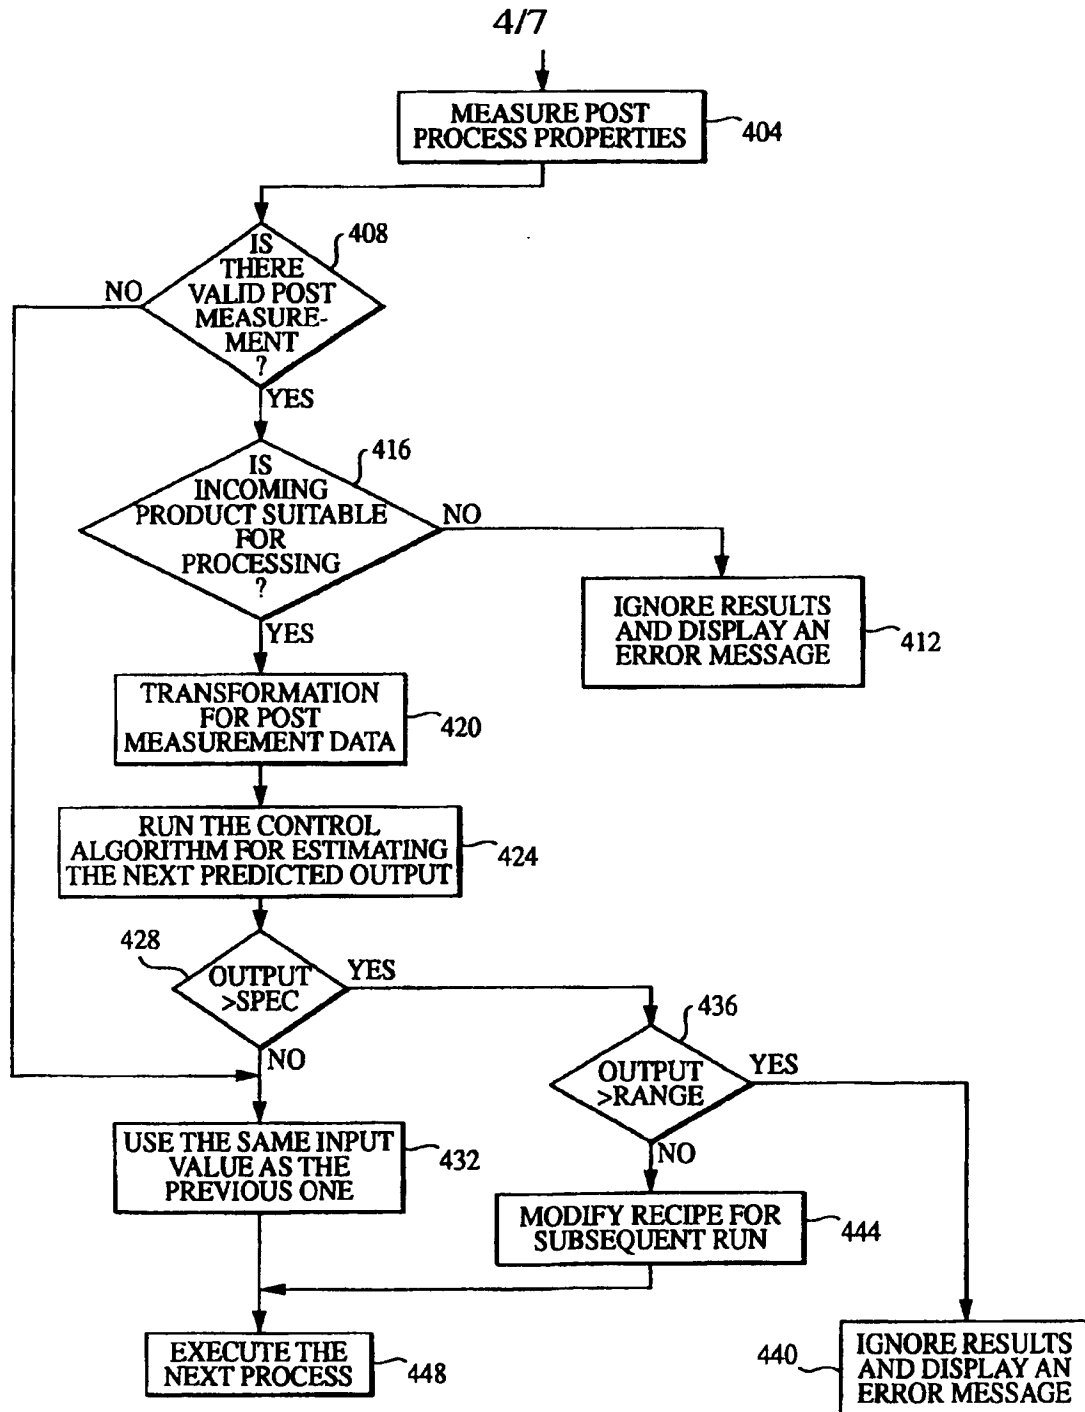 4/7
MEASURE POST
PROCESS PROPERTIES
404
IS
THERE
VALID POST
MEASURE-
MENT
?
408
NO
YES
IS
INCOMING
PRODUCT SUITABLE
FOR
PROCESSING
?
416
NO
YES
IGNORE RESULTS
AND DISPLAY AN
ERROR MESSAGE
412
TRANSFORMATION
FOR POST
MEASUREMENT DATA
420
RUN THE CONTROL
ALGORITHM FOR ESTIMATING
THE NEXT PREDICTED OUTPUT
424
428
OUTPUT
>SPEC
YES
NO
436
OUTPUT
>RANGE
YES
NO
USE THE SAME INPUT
VALUE AS THE
PREVIOUS ONE
432
MODIFY RECIPE FOR
SUBSEQUENT RUN
444
EXECUTE THE
NEXT PROCESS
448
440
IGNORE RESULTS
AND DISPLAY AN
ERROR MESSAGE